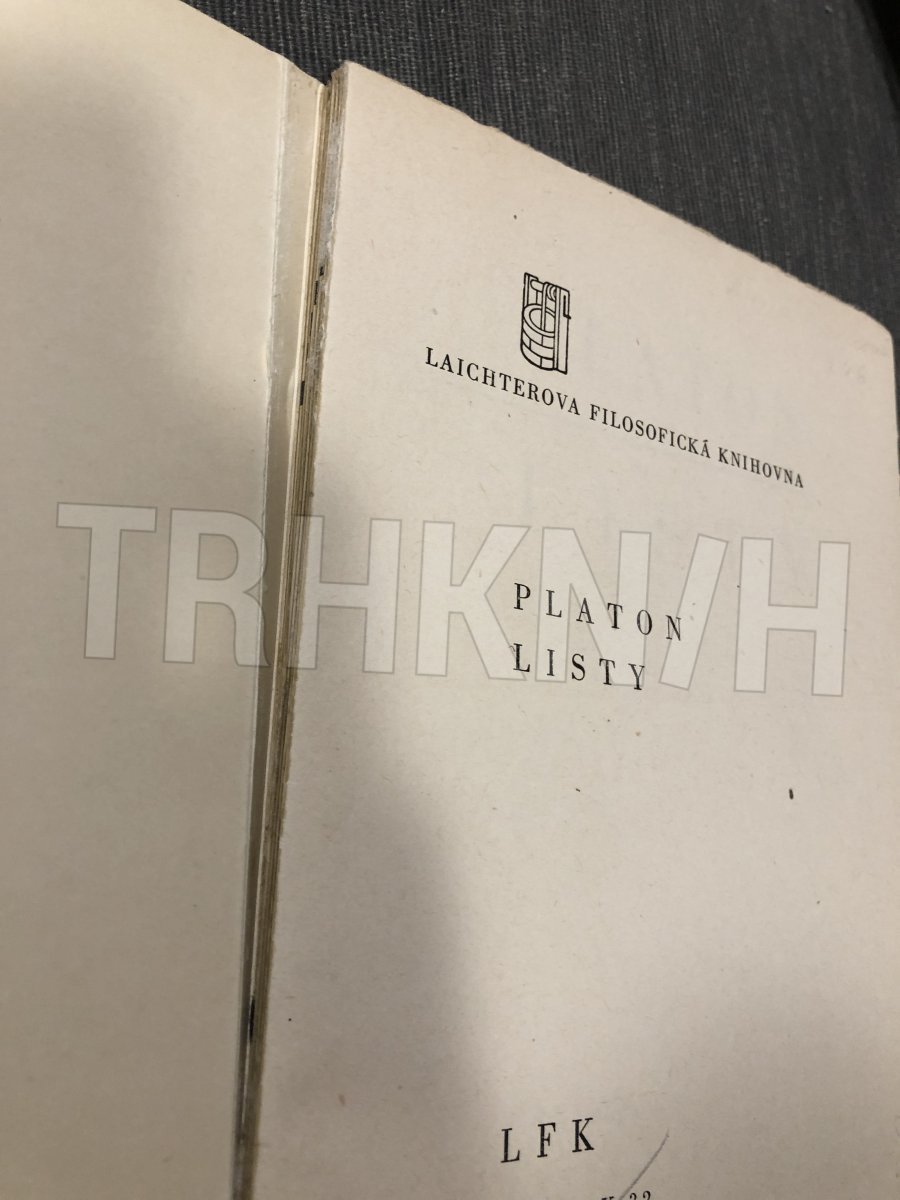 LAICHTEROVA FILOSOFICKÁ KNIHOVNA
TRHKNIH
PLATON
LISTY
LFK